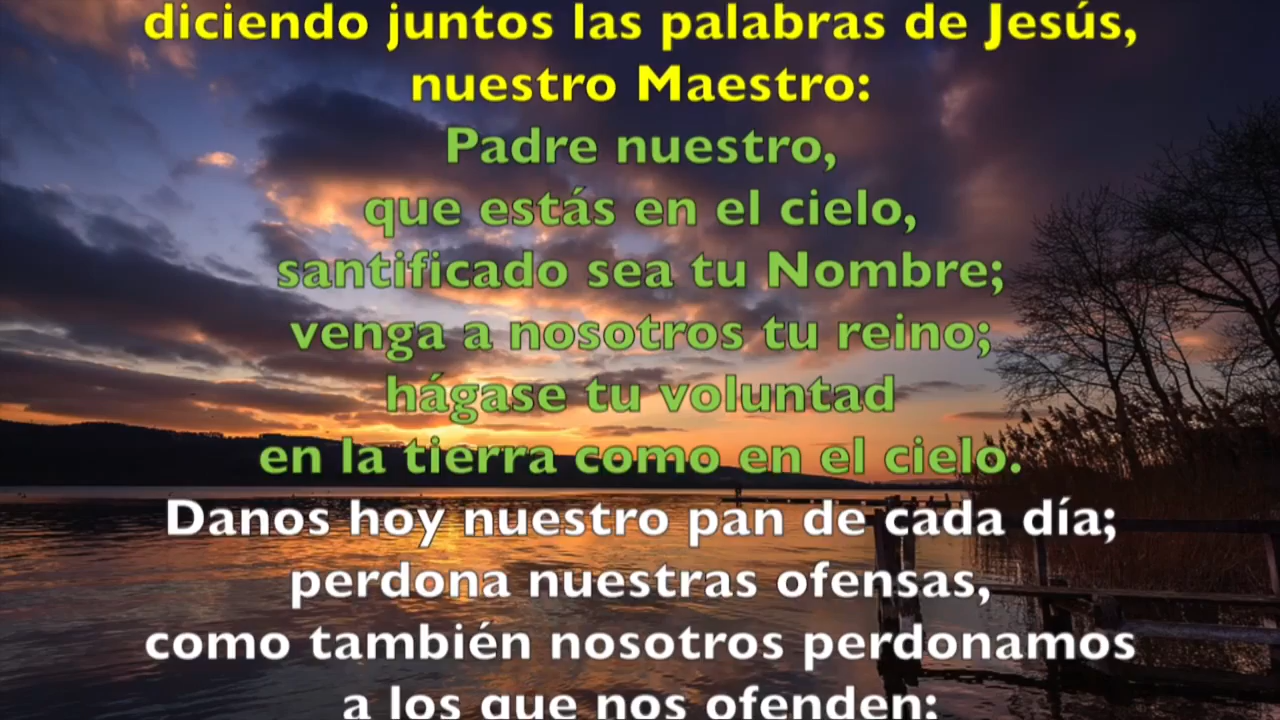 diciendo juntos las palabras de Jesús,
nuestro Maestro:
Padre nuestro,
que estás en el cielo,
santificado sea tu Nombre;
venga a nosotros tu reino;
hágase tu voluntad
en la tierra como en el cielo.
Danos hoy nuestro pan de cada día;
perdona nuestras ofensas,
como también nosotros perdonamos
a los que nos ofenden;